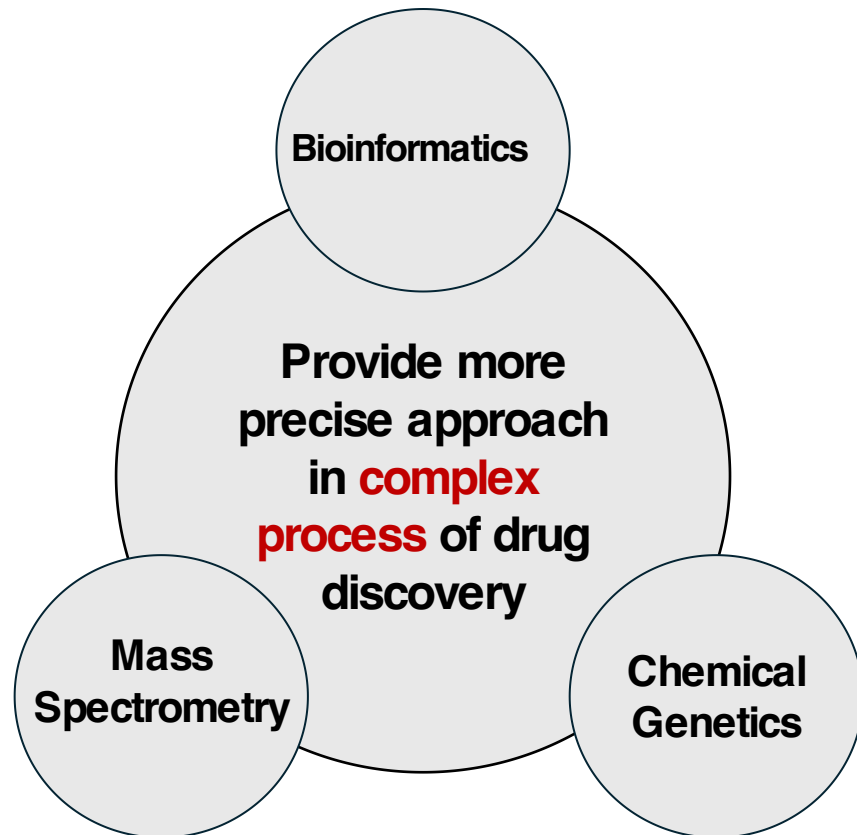 Bioinformatics
Provide more
precise approach
in complex
process of drug
discovery
Mass
Spectrometry
Chemical
Genetics